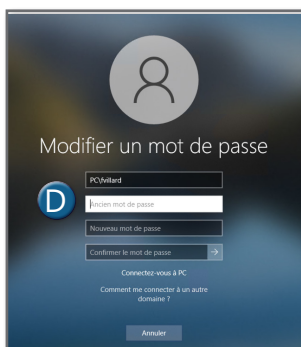 Modifier un mot de passe
PC\fvillard
D
Ancien mot de passe
Nouveau mot de passe
Confirmer le mot de passe
Connectez-vous à PC
Comment me connecter à un autre
domaine ?
Annuler